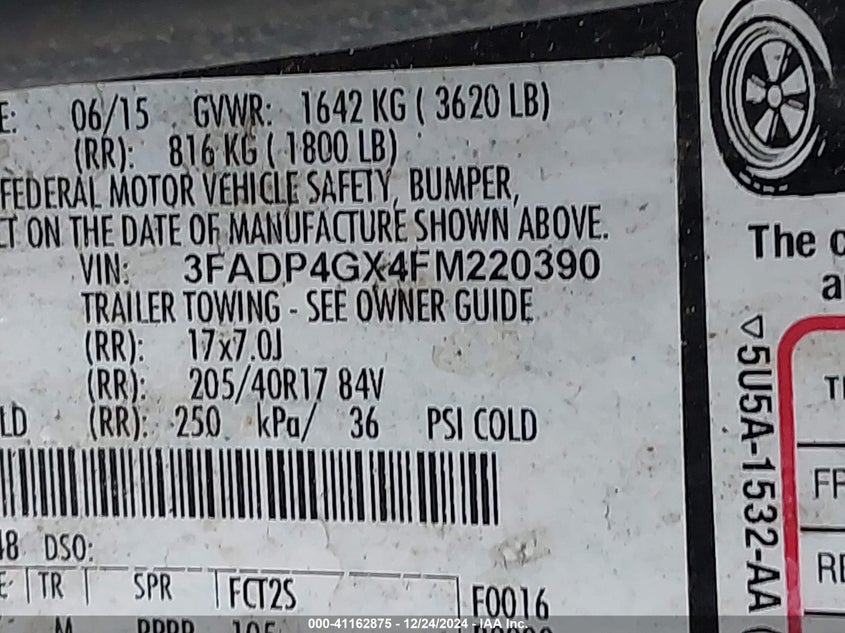 E: 06/15 GVWR: 1642 KG ( 3620 LB)
(RR): 816 KG ( 1800 LB)
FEDERAL MOTOR VEHICLE SAFETY, BUMPER,
CT ON THE DATE OF MANUFACTURE SHOWN ABOVE.
VIN: 3FADP4GX4FM220390
TRAILER TOWING - SEE OWNER GUIDE
(RR): 17x7.0J
(RR): 205/40R17 84V
LD (RR): 250 kPa/ 36 PSI COLD
48 DSO:
E TR SPR FCT2S F0016
The c
a
5U5A-1532-AA
TI
FR
RE
000-41162875 - 12/24/2024 - IAA Inc.